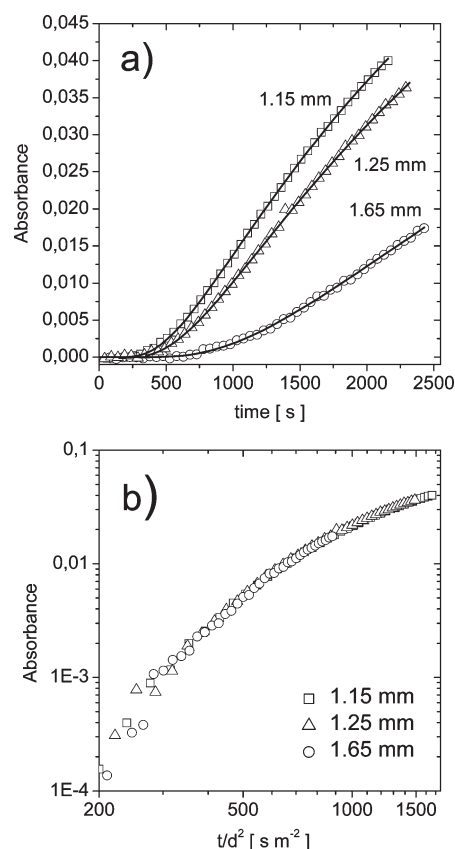 0,045
a)
0,040
1.15 mm
0,035
0,030
1.25 mm
0,025
0,020
1.65 mm
0,015
0,010
0,005
0,000
Absorbance
0 500 1000 1500 2000 2500
time [ s ]
0,1
b)
0,01
1E-3
1E-4
Absorbance
1.15 mm
1.25 mm
1.65 mm
200 500 1000 1500
t/d² [ s m⁻² ]